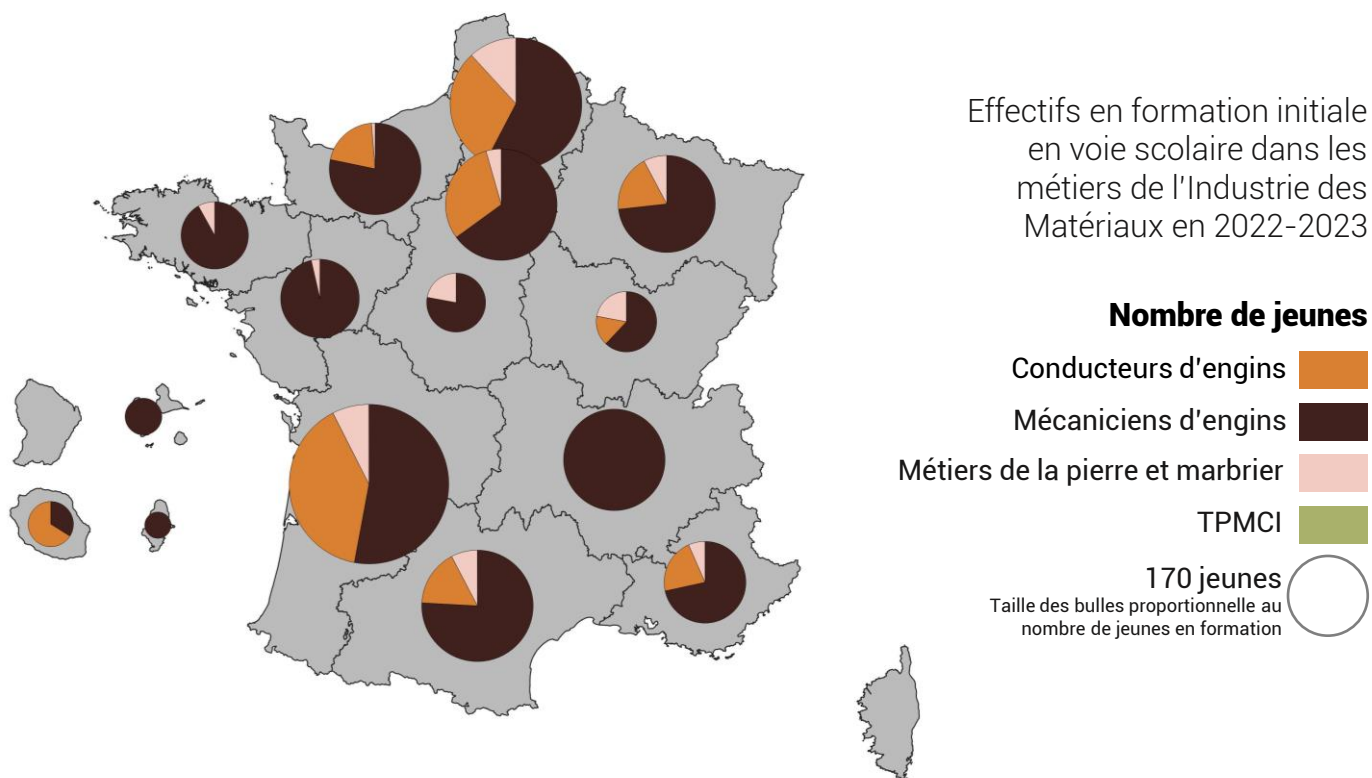 Effectifs en formation initiale
en voie scolaire dans les
métiers de l'Industrie des
Matériaux en 2022-2023
Nombre de jeunes
Conducteurs d'engins
Mécaniciens d'engins
Métiers de la pierre et marbrier
TPMCI
170 jeunes
Taille des bulles proportionnelle au
nombre de jeunes en formation